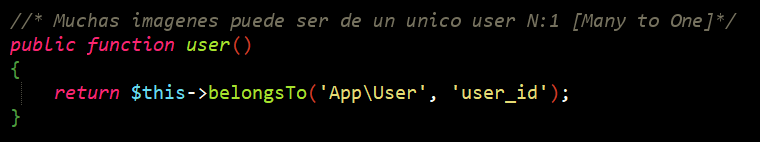 //* Muchas imagenes puede ser de un unico user N:1 [Many to One]*/
public function user()
{
    return $this->belongsTo('App\User', 'user_id');
}